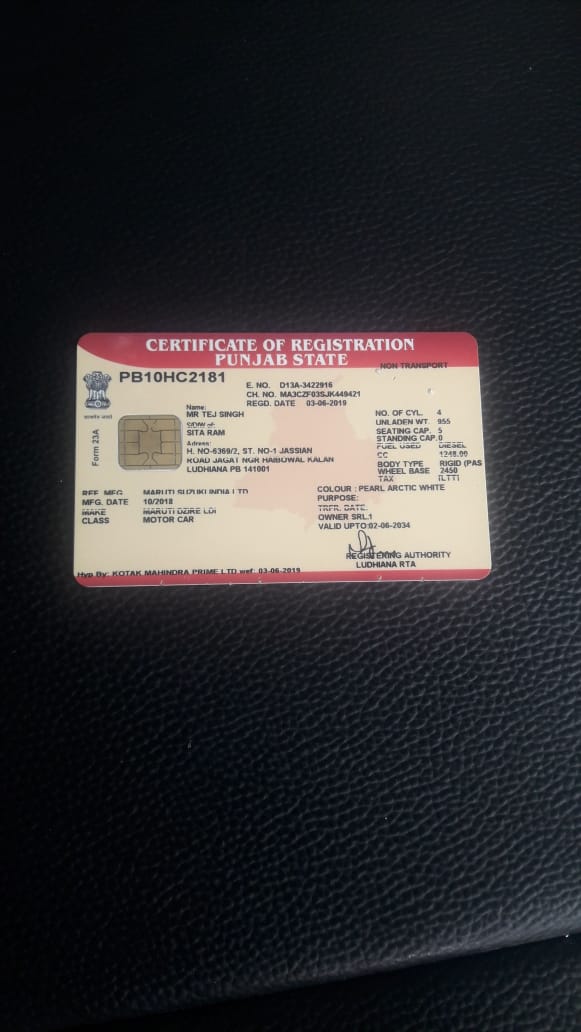 CERTIFICATE OF REGISTRATION
PUNJAB STATE
NON TRANSPORT
PB10HC2181
E. NO. D13A-3422916
CH. NO. MA3CZF03SJK449421
REGD. DATE 03-06-2019
सत्यमेव जयते
Form 23A
Name:
MR TEJ SINGH
S/D/W of:
SITA RAM
Adress:
H. NO-6369/2, ST. NO-1 JASSIAN
ROAD JAGAT NGR HAIBOWAL KALAN
LUDHIANA PB 141001
NO. OF CYL. 4
UNLADEN WT. 955
SEATING CAP. 5
STANDING CAP.0
FUEL USED DIESEL
CC 1248.00
BODY TYPE RIGID (PAS
WHEEL BASE 2450
TAX (LTT)
REF. MFG. MARUTI SUZUKI INDIA LTD
MFG. DATE 10/2018
MAKE MARUTI DZIRE LDI
CLASS MOTOR CAR
COLOUR : PEARL ARCTIC WHITE
PURPOSE:
TRFR. DATE.
OWNER SRL.1
VALID UPTO:02-06-2034
REGISTERING AUTHORITY
LUDHIANA RTA
Hyp By: KOTAK MAHINDRA PRIME LTD wef: 03-06-2019